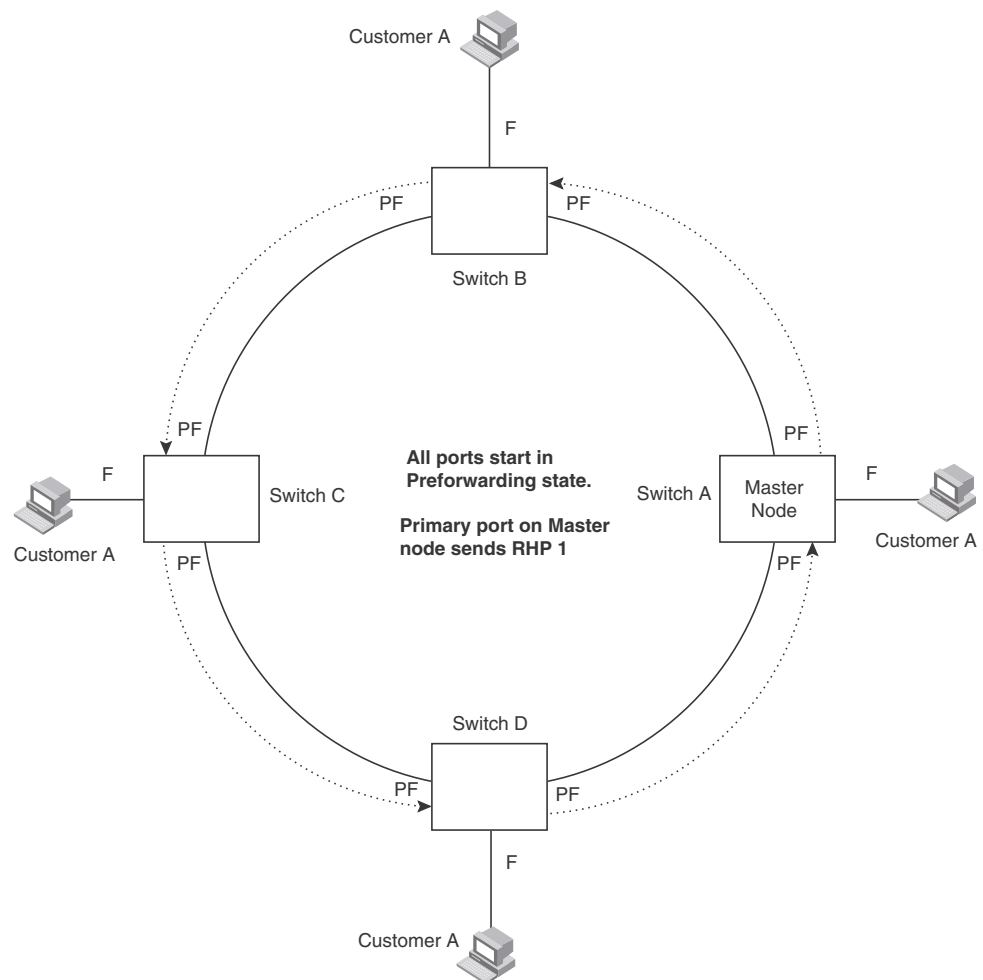 Customer A
F
PF
PF
Switch B
PF
PF
All ports start in
Preforwarding state.
Primary port on Master
node sends RHP 1
F
Switch C
Switch A
Master
Node
F
Customer A
Customer A
PF
PF
Switch D
PF
PF
F
Customer A